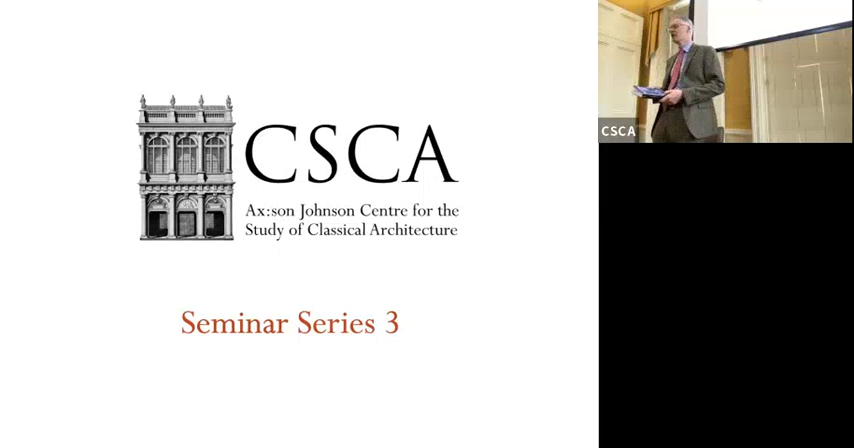 CSCA
Ax:son Johnson Centre for the
Study of Classical Architecture
Seminar Series 3
CSCA